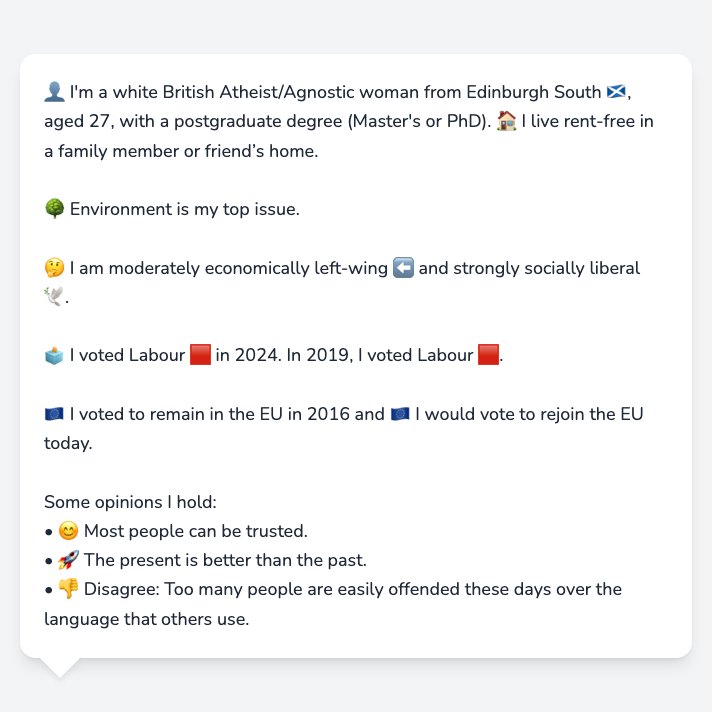 👤 I'm a white British Atheist/Agnostic woman from Edinburgh South 🏴󠁧󠁢󠁳󠁣󠁴󠁿,
aged 27, with a postgraduate degree (Master's or PhD). 🏠 I live rent-free in
a family member or friend’s home.
🌳 Environment is my top issue.
🤔 I am moderately economically left-wing ⬅️ and strongly socially liberal
🕊️.
🗳️ I voted Labour 🟥 in 2024. In 2019, I voted Labour 🟥.
🇪🇺 I voted to remain in the EU in 2016 and 🇪🇺 I would vote to rejoin the EU
today.
Some opinions I hold:
• 😊 Most people can be trusted.
• 🚀 The present is better than the past.
• 👎 Disagree: Too many people are easily offended these days over the
language that others use.